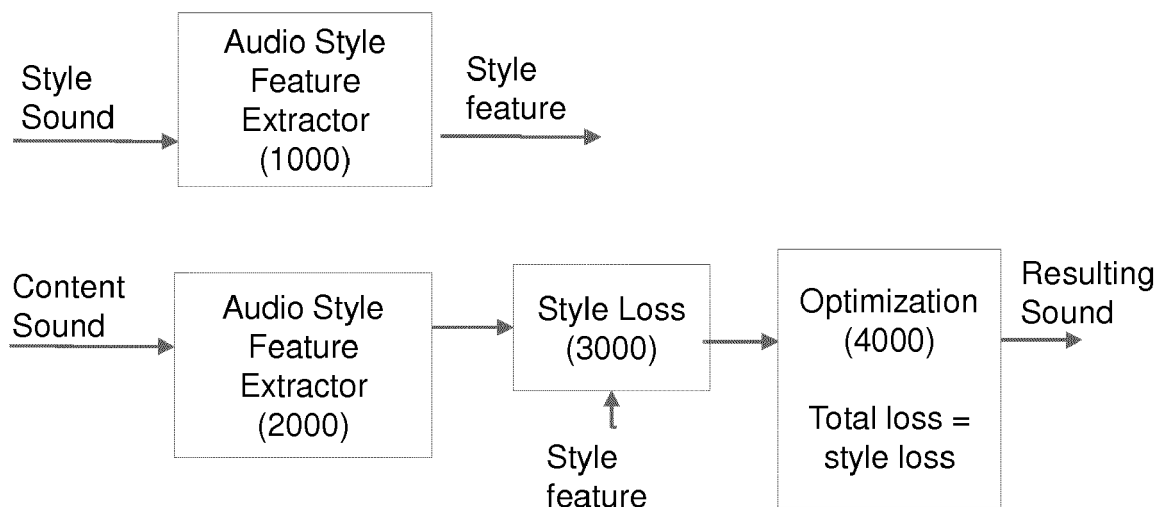 Style
Sound
Audio Style
Feature
Extractor
(1000)
Style
feature
Content
Sound
Audio Style
Feature
Extractor
(2000)
Style Loss
(3000)
Style
feature
Optimization
(4000)
Total loss =
style loss
Resulting
Sound